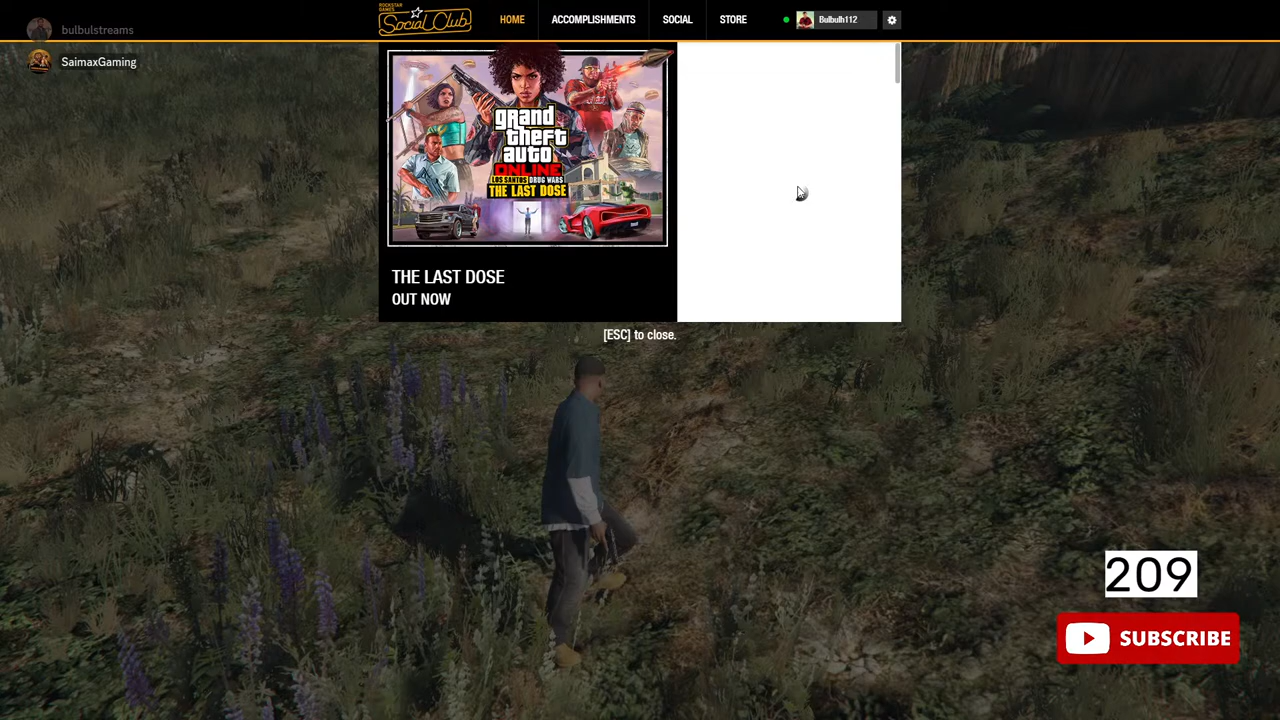 bulbulstreams
SaimaxGaming
ROCKSTAR
GAMES
Social Club
HOME
ACCOMPLISHMENTS
SOCIAL
STORE
Bulbulh112
grand
theft
auto
ONLINE
LOS SANTOS DRUG WARS
THE LAST DOSE
THE LAST DOSE
OUT NOW
[ESC] to close.
209
SUBSCRIBE